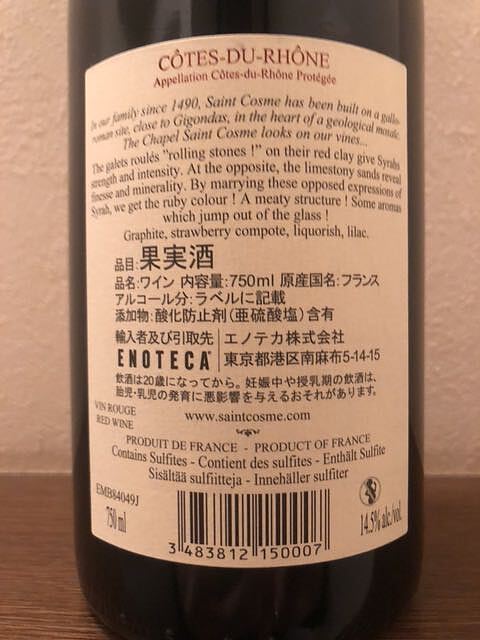 CÔTES-DU-RHÔNE
Appellation Côtes-du-Rhône Protégée
In our family since 1490, Saint Cosme has been built on a gallo-
roman site, close to Gigondas, in the heart of a geological mosaic.
The Chapel Saint Cosme looks on our vines...
The galets roulés "rolling stones !" on their red clay give Syrahs
strength and intensity. At the opposite, the limestony sands reveal
finesse and minerality. By marrying these opposed expressions of
Syrah, we get the ruby colour ! A meaty structure ! Some aromas
which jump out of the glass !
Graphite, strawberry compote, liquorish, lilac.
品目:果実酒
品名:ワイン 内容量:750ml 原産国名:フランス
アルコール分:ラベルに記載
添加物:酸化防止剤(亜硫酸塩)含有
輸入者及び引取先 エノテカ株式会社
ENOTECA 東京都港区南麻布5-14-15
飲酒は20歳になってから。妊娠中や授乳期の飲酒は、
胎児・乳児の発育に悪影響を与えるおそれがあります。
VIN ROUGE
RED WINE
www.saintcosme.com
PRODUIT DE FRANCE - PRODUCT OF FRANCE
Contains Sulfites - Contient des sulfites - Enthält Sulfite
Sisältää sulfiitteja - Innehåller sulfiter
EMB84049J
750 ml
3 483812 150007
14.5% alc./vol.